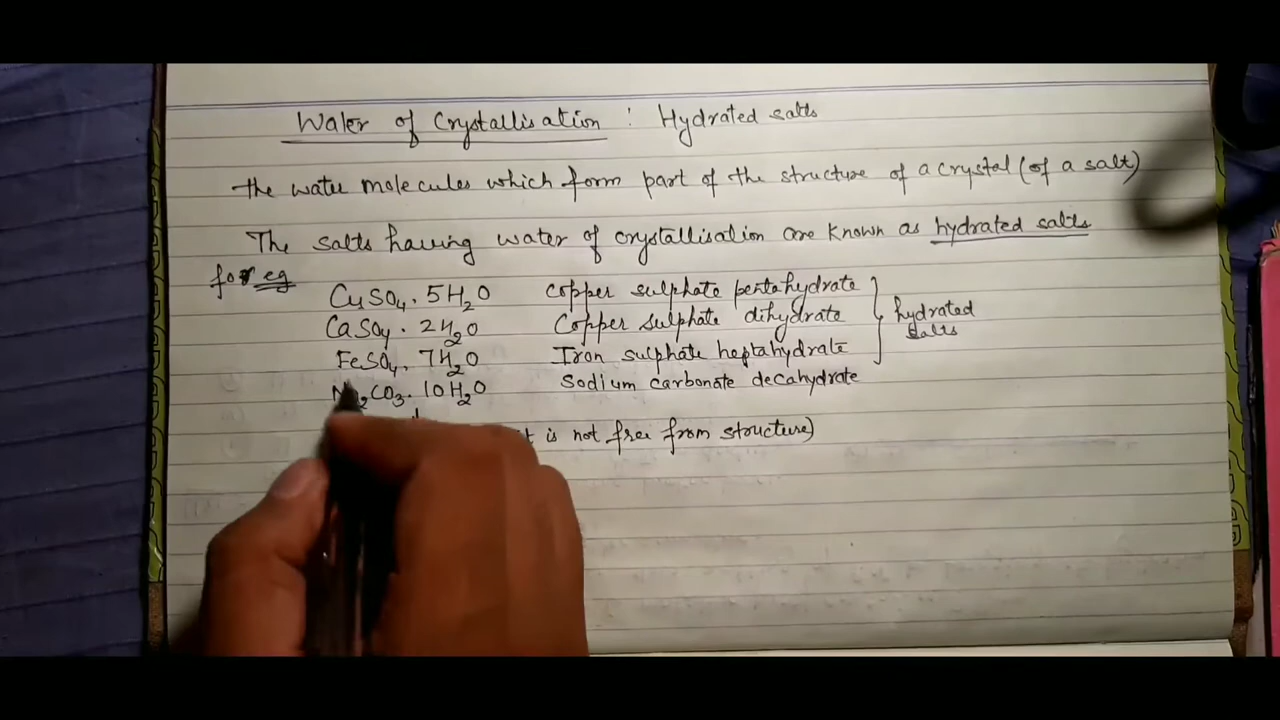 Water of Crystallisation : Hydrated salts
The water molecules which form part of the structure of a crystal (of a salt)
The salts having water of crystallisation are known as hydrated salts
for eg
CuSO4. 5H2O Copper sulphate pentahydrate
CaSO4. 2H2O Copper sulphate dihydrate
hydrated salts
FeSO4. 7H2O Iron sulphate heptahydrate
Na2CO3. 10H2O Sodium carbonate decahydrate
is not free from structure)